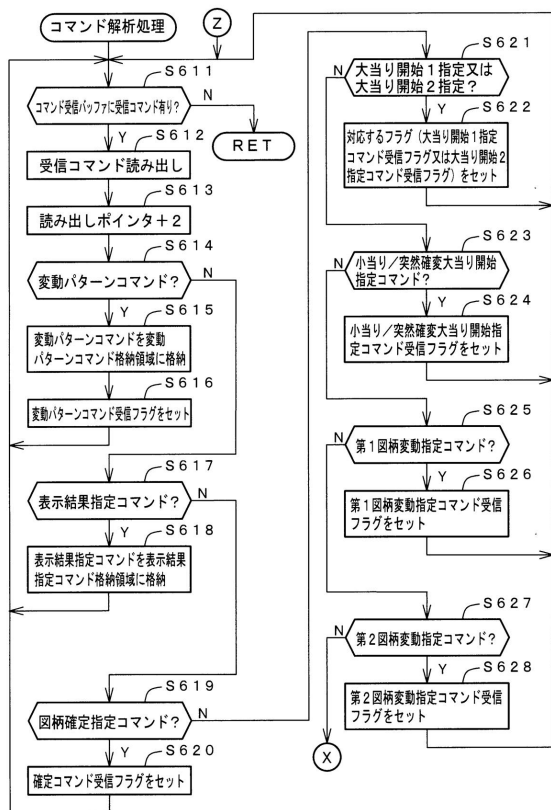 コマンド解析処理
Z
S611
コマンド受信バッファに受信コマンド有り?
N
RET
Y
S612
受信コマンド読み出し
S613
読み出しポインタ+2
S614
変動パターンコマンド?
N
Y
S615
変動パターンコマンドを変動
パターンコマンド格納領域に格納
S616
変動パターンコマンド受信フラグをセット
S617
表示結果指定コマンド?
N
Y
S618
表示結果指定コマンドを表示結果
指定コマンド格納領域に格納
S619
図柄確定指定コマンド?
N
Y
S620
確定コマンド受信フラグをセット
S621
N
大当り開始1指定又は
大当り開始2指定?
Y
S622
対応するフラグ(大当り開始1指定
コマンド受信フラグ又は大当り開始2
指定コマンド受信フラグ)をセット
S623
N
小当り/突然確変大当り開始
指定コマンド?
Y
S624
小当り/突然確変大当り開始指
定コマンド受信フラグをセット
S625
N
第1図柄変動指定コマンド?
Y
S626
第1図柄変動指定コマンド受信
フラグをセット
S627
N
第2図柄変動指定コマンド?
Y
S628
第2図柄変動指定コマンド受信
フラグをセット
X